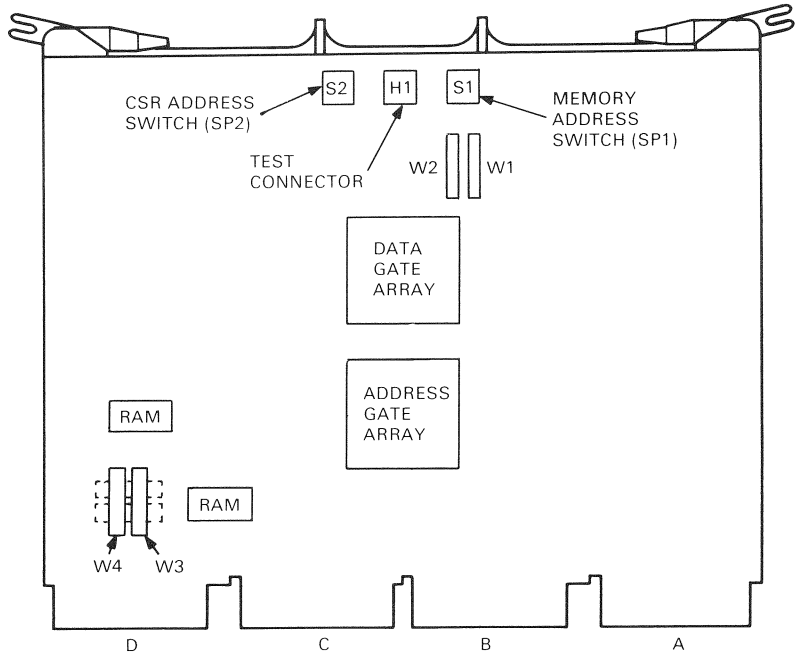 S2
H1
S1
CSR ADDRESS
SWITCH (SP2)
MEMORY
ADDRESS
SWITCH (SP1)
TEST
CONNECTOR
W2
W1
DATA
GATE
ARRAY
ADDRESS
GATE
ARRAY
RAM
RAM
W4
W3
D
C
B
A